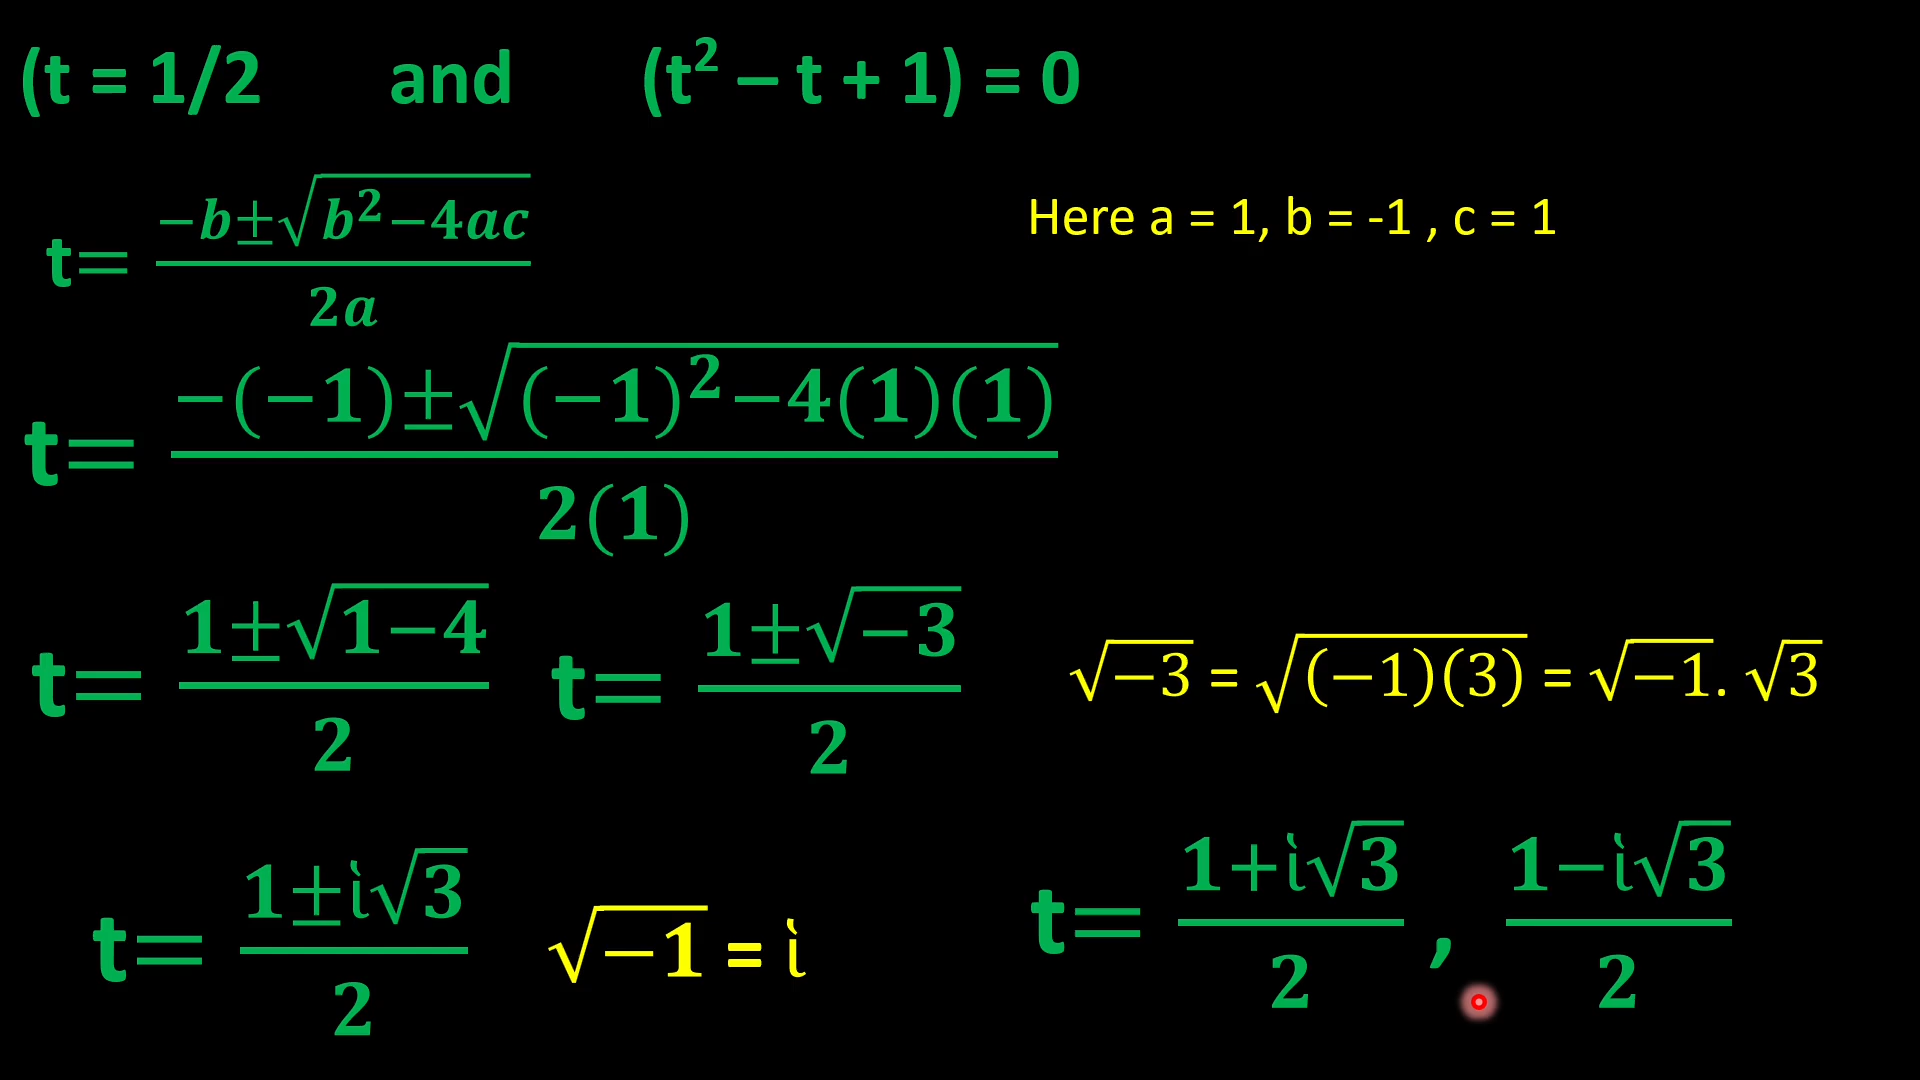 (t = 1/2 and (t² – t + 1) = 0
t= (−b±√(b²−4ac))/(2a) Here a = 1, b = -1 , c = 1
t= (−(−1)±√((−1)²−4(1)(1)))/(2(1))
t= (1±√(1−4))/2 t= (1±√(−3))/2 √(−3) = √((−1)(3)) = √(−1). √3
t= (1±ἰ√3)/2 √(−1) = ἰ t= (1+ἰ√3)/2 , (1−ἰ√3)/2